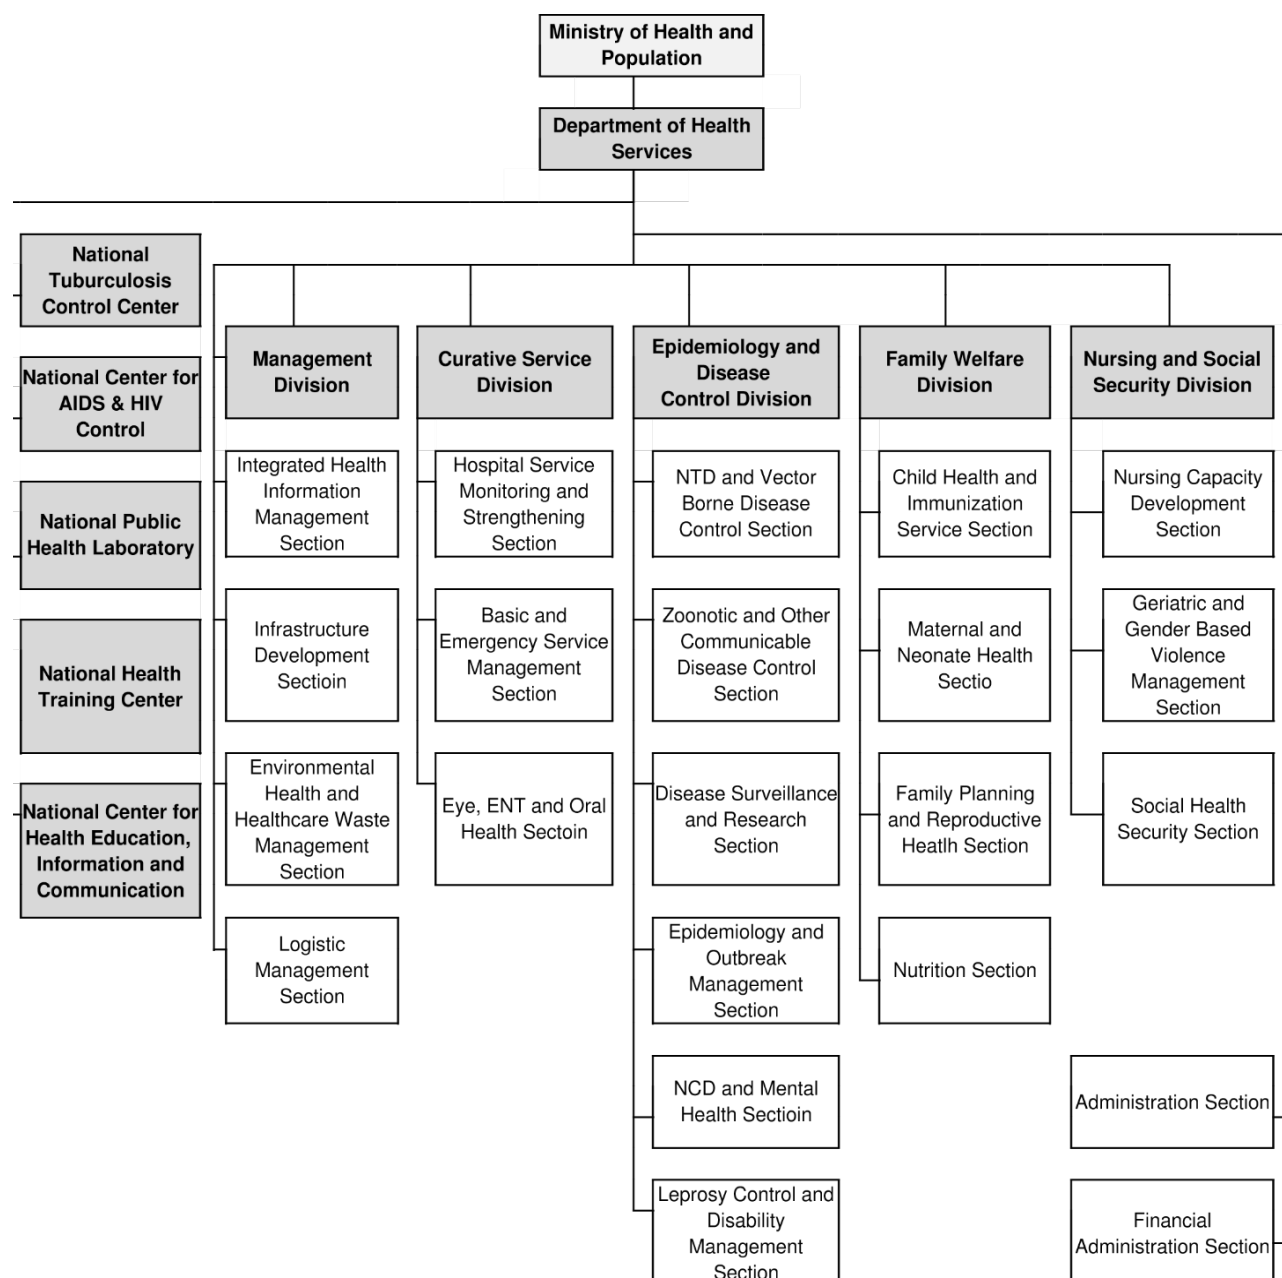 Ministry of Health and
Population
Department of Health
Services
National
Tuburculosis
Control Center
National Center for
AIDS & HIV
Control
National Public
Health Laboratory
National Health
Training Center
National Center for
Health Education,
Information and
Communication
Management
Division
Integrated Health
Information
Management
Section
Infrastructure
Development
Sectioin
Environmental
Health and
Healthcare Waste
Management
Section
Logistic
Management
Section
Curative Service
Division
Hospital Service
Monitoring and
Strengthening
Section
Basic and
Emergency Service
Management
Section
Eye, ENT and Oral
Health Sectoin
Epidemiology and
Disease
Control Division
NTD and Vector
Borne Disease
Control Section
Zoonotic and Other
Communicable
Disease Control
Section
Disease Surveillance
and Research
Section
Epidemiology and
Outbreak
Management
Section
NCD and Mental
Health Sectioin
Leprosy Control and
Disability
Management
Section
Family Welfare
Division
Child Health and
Immunization
Service Section
Maternal and
Neonate Health
Sectio
Family Planning
and Reproductive
Heatlh Section
Nutrition Section
Nursing and Social
Security Division
Nursing Capacity
Development
Section
Geriatric and
Gender Based
Violence
Management
Section
Social Health
Security Section
Administration Section
Financial
Administration Section